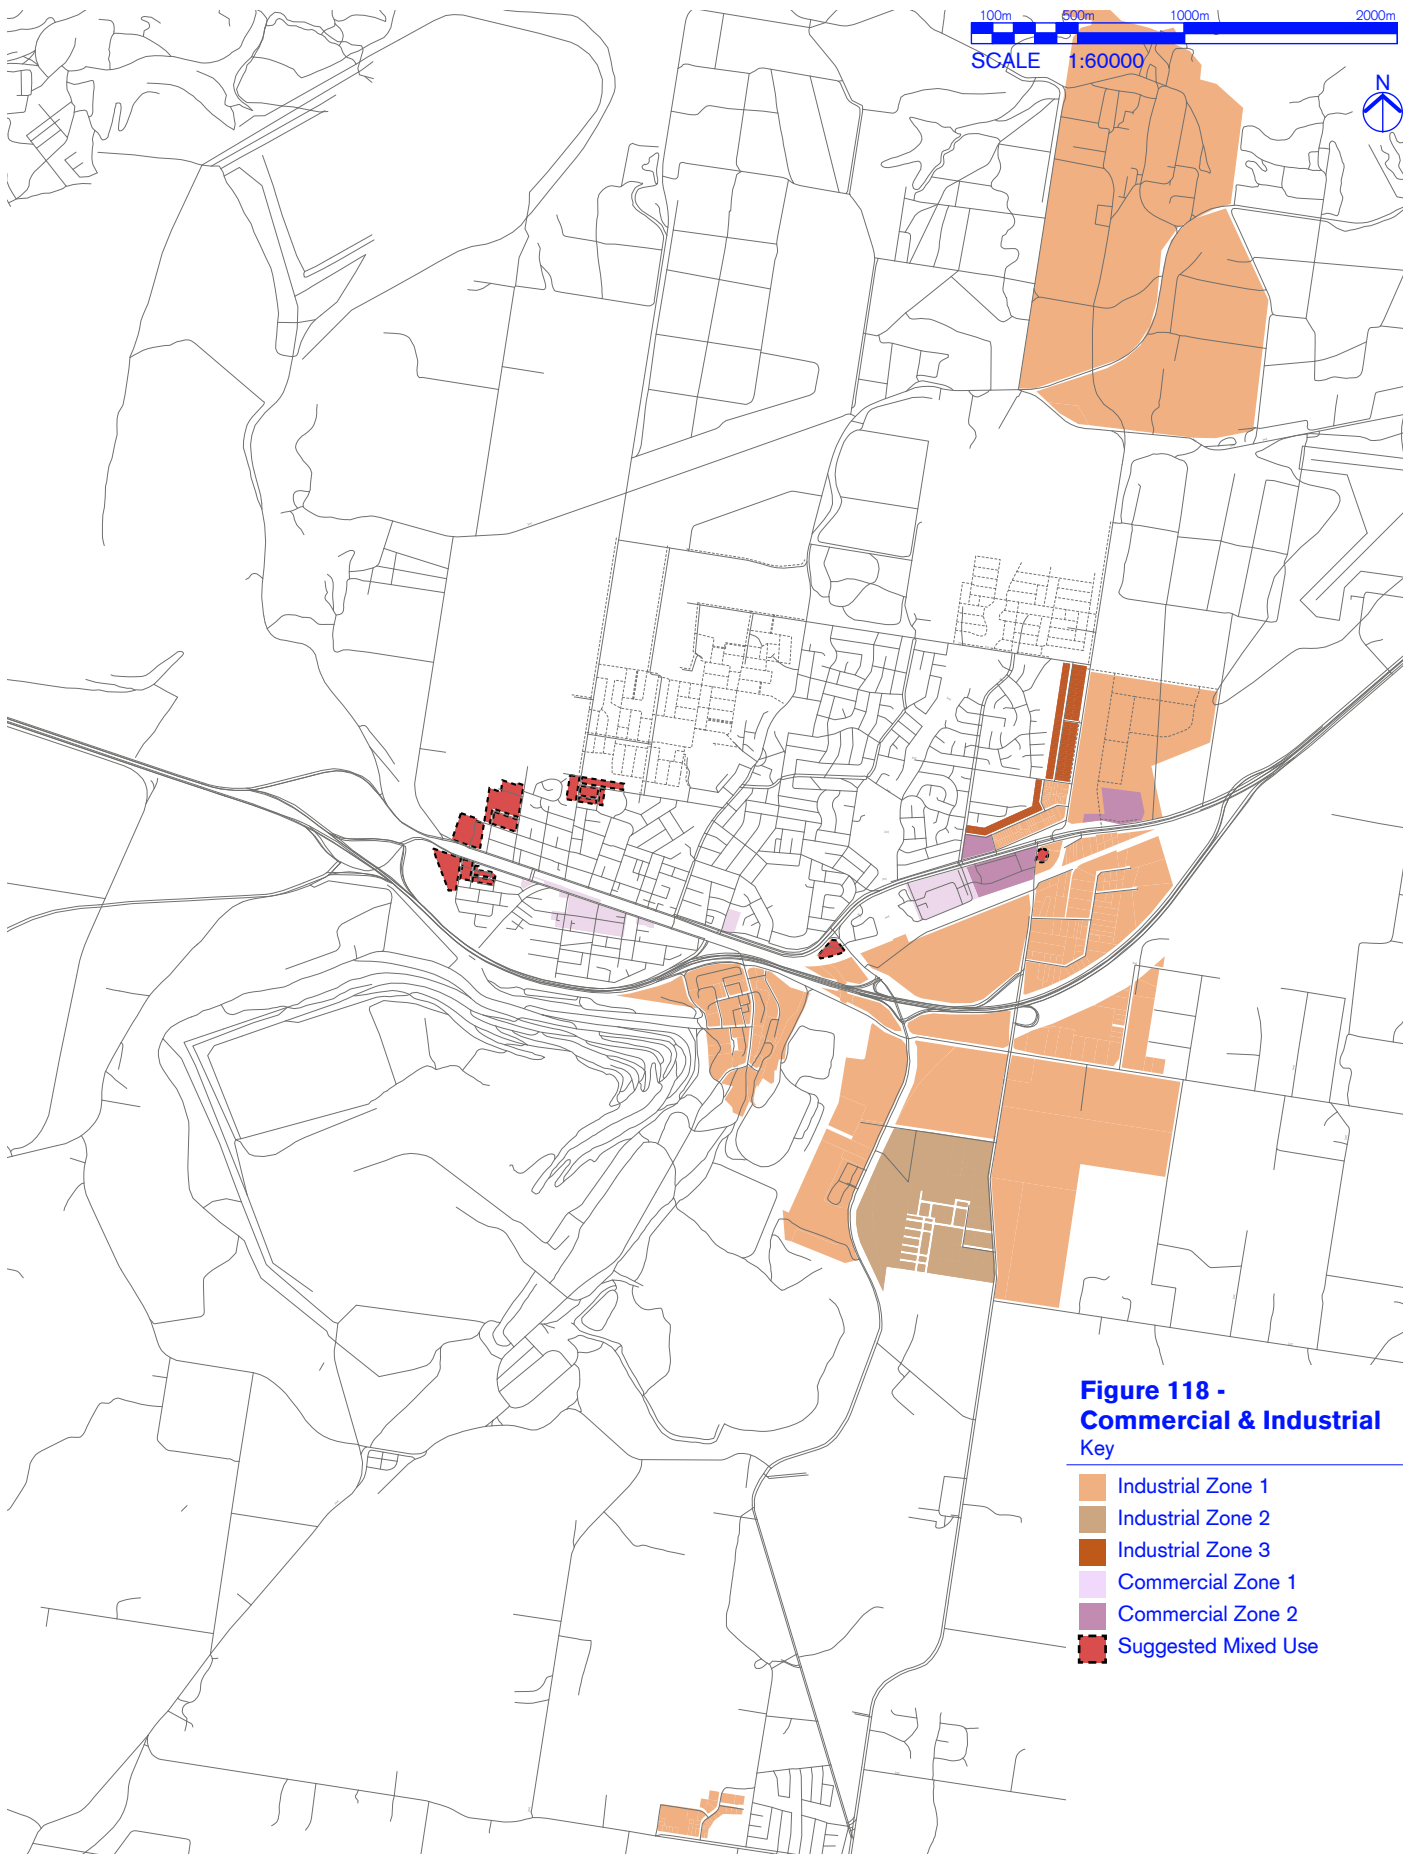 100m 500m 1000m 2000m
SCALE 1:60000
N
Figure 118 -
Commercial & Industrial
Key
Industrial Zone 1
Industrial Zone 2
Industrial Zone 3
Commercial Zone 1
Commercial Zone 2
Suggested Mixed Use